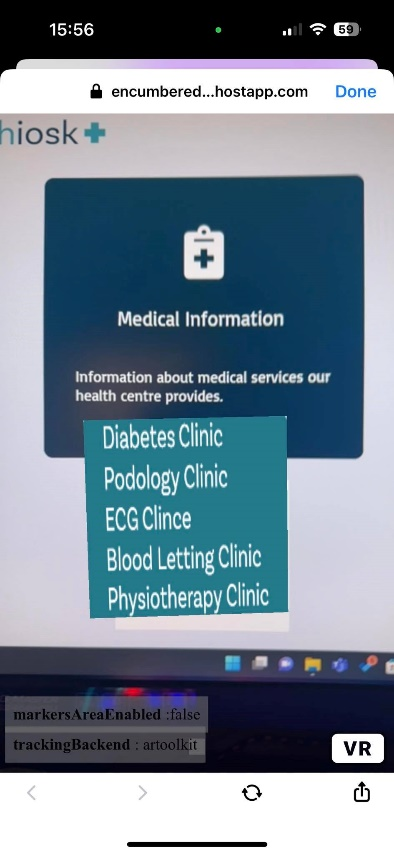 15:56
59
encumbered...hostapp.com
Done
hiosk
Medical Information
Information about medical services our
health centre provides.
Diabetes Clinic
Podology Clinic
ECG Clince
Blood Letting Clinic
Physiotherapy Clinic
markersAreaEnabled :false
trackingBackend : artoolkit
VR